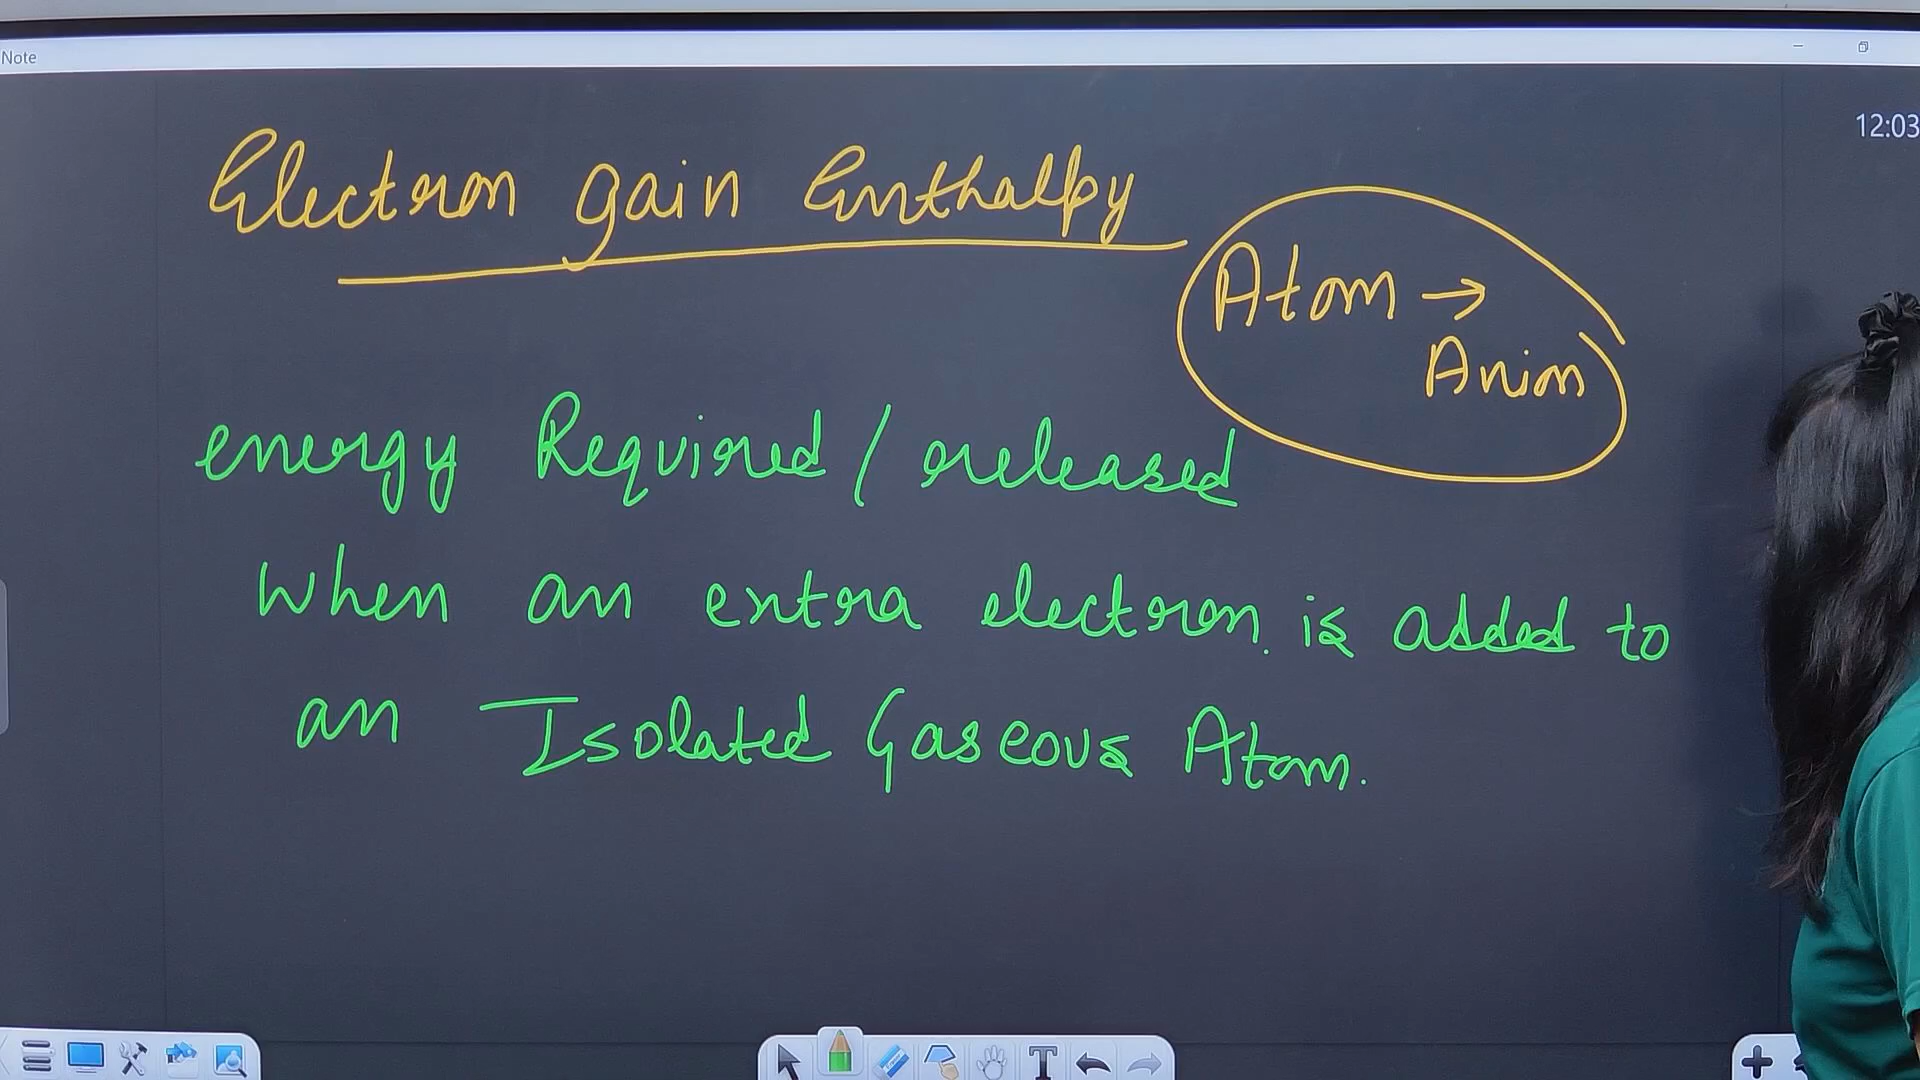 Note
12:03
Electron gain Enthalpy
Atom →
Anion
energy Required / released
when an extra electron is added to
an Isolated Gaseous Atom.